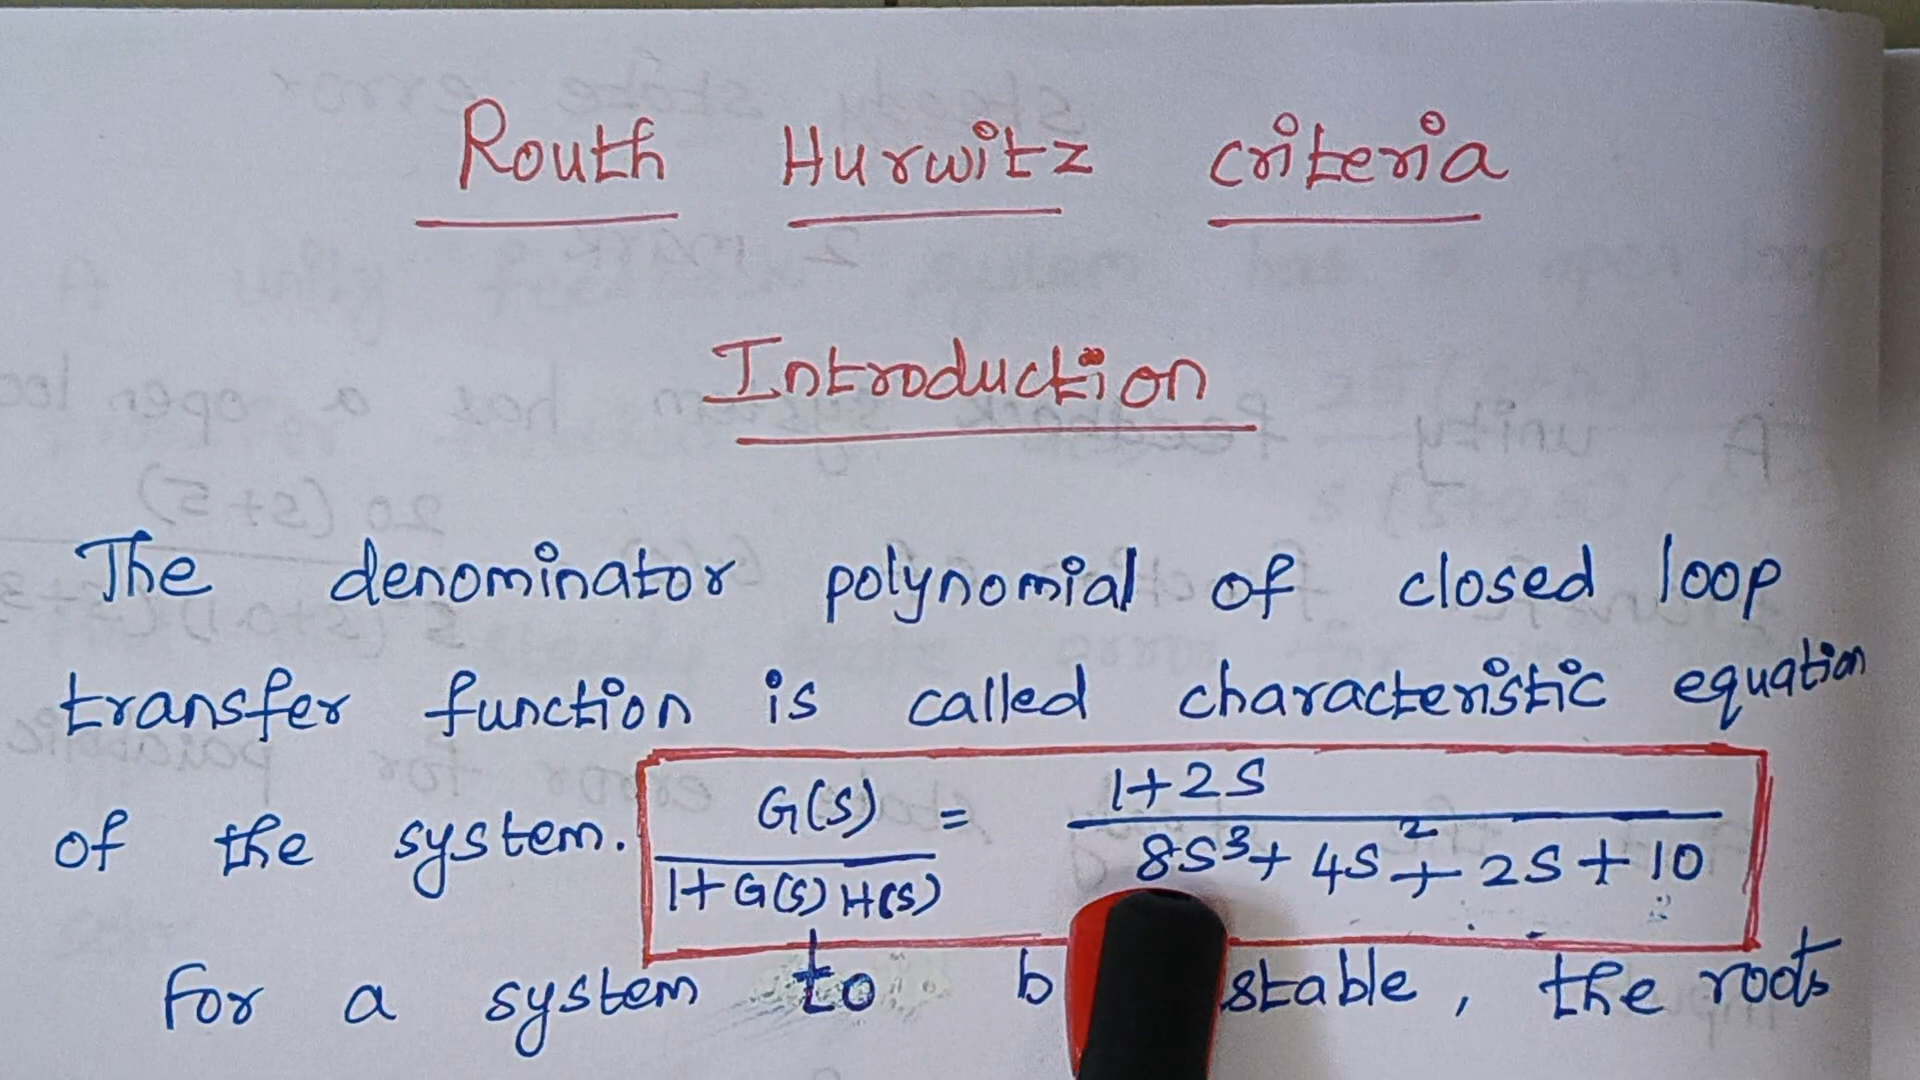 Routh Hurwitz criteria
Introduction
The denominator polynomial of closed loop
transfer function is called characteristic equation
of the system. G(S) / 1+G(S)H(S) = 1+2S / 8S³+4S²+2S+10
For a system to b stable, the roots